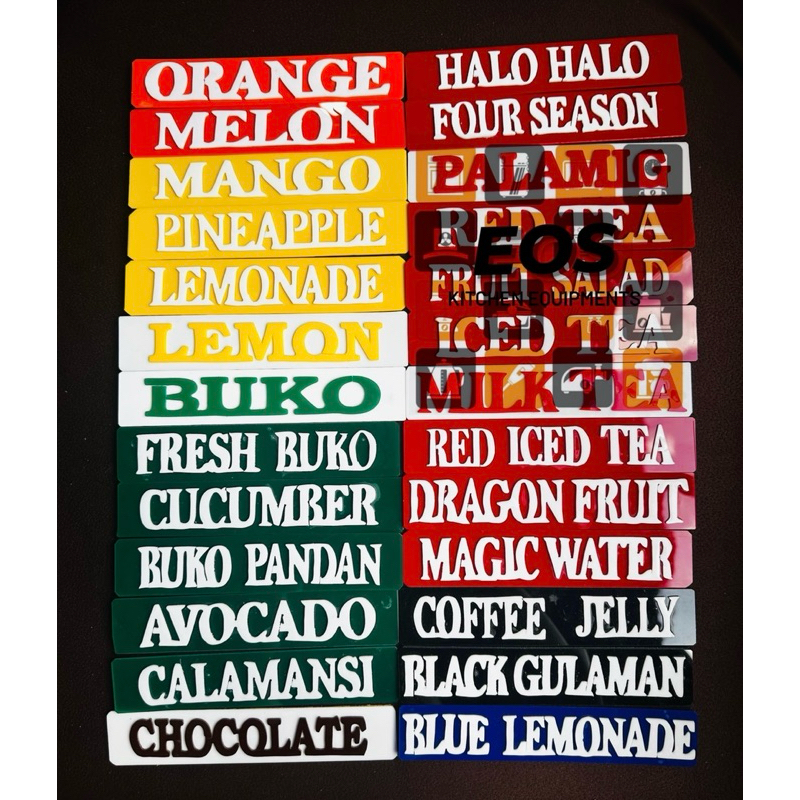 ORANGE
MELON
MANGO
PINEAPPLE
LEMONADE
LEMON
BUKO
FRESH BUKO
CUCUMBER
BUKO PANDAN
AVOCADO
CALAMANSI
CHOCOLATE
HALO HALO
FOUR SEASON
PALAMIG
RED TEA
FRUIT SALAD
ICED TEA
MILK TEA
RED ICED TEA
DRAGON FRUIT
MAGIC WATER
COFFEE JELLY
BLACK GULAMAN
BLUE LEMONADE
EOS
KITCHEN EQUIPMENTS